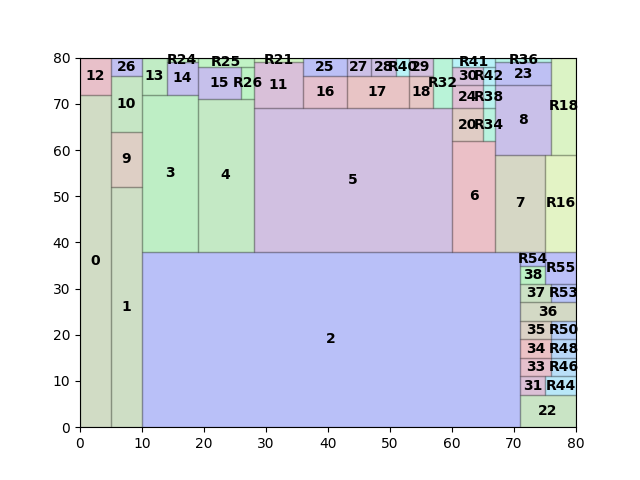 80 12 26 R24 R25 R21 R41 R36
13 14 15 R26 11 25 27 28 R40 29 R32 30 R42 23
70 10 16 17 18 24 R38 8 R18
60 9 20 R34
50 3 4 5 6 7 R16
40
0 R54 R55
30 38
1 37 R53
20 2 36
35 R50
34 R48
10 33 R46
31 R44
22
0
0 10 20 30 40 50 60 70 80